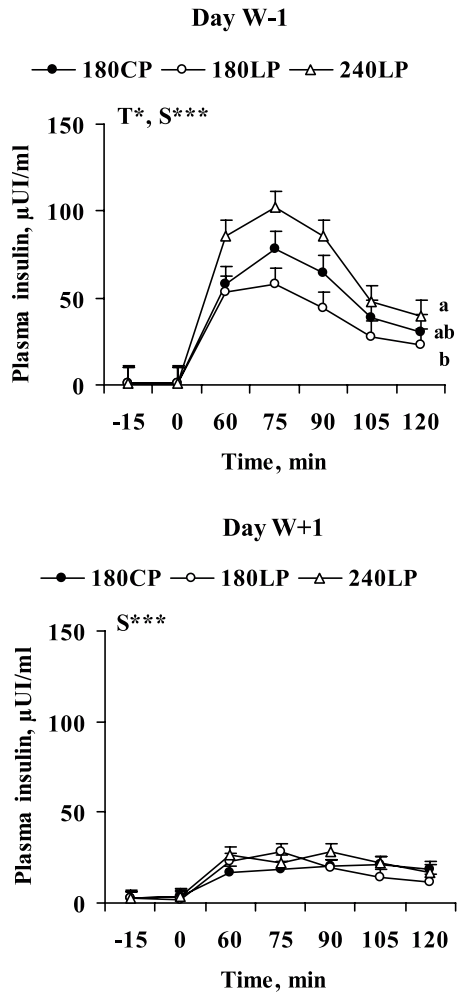 Day W-1
180CP 180LP 240LP
T*, S***
150
100
50
0
Plasma insulin, µUI/ml
a
ab
b
-15 0 60 75 90 105 120
Time, min
Day W+1
180CP 180LP 240LP
S***
150
100
50
0
Plasma insulin, µUI/ml
-15 0 60 75 90 105 120
Time, min